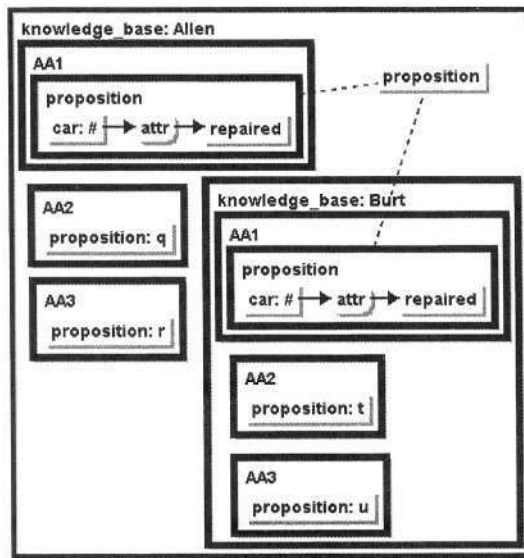 knowledge_base: Allen
AA1
proposition
car: # attr repaired
proposition
AA2
proposition: q
AA3
proposition: r
knowledge_base: Burt
AA1
proposition
car: # attr repaired
AA2
proposition: t
AA3
proposition: u